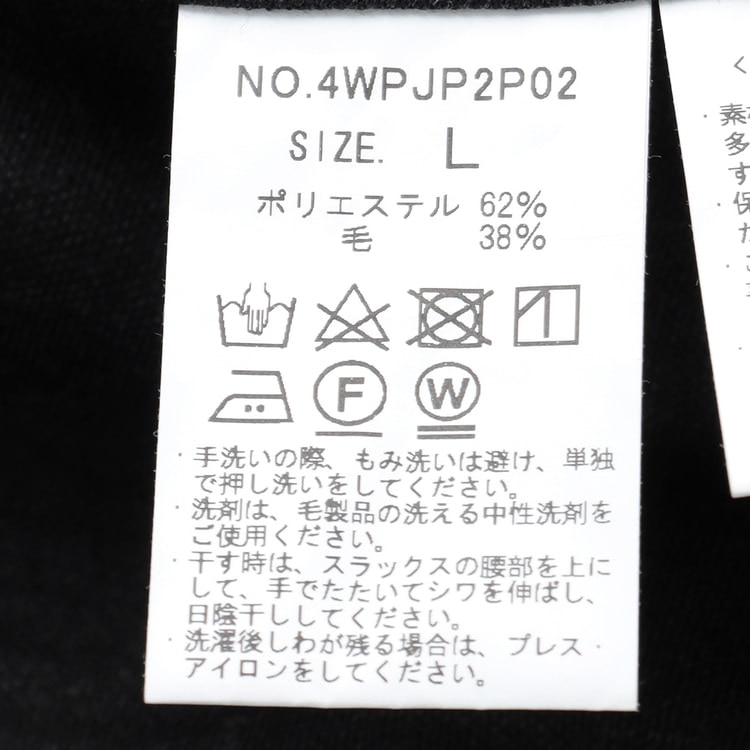 NO.4WPJP2P02
SIZE. L
ポリエステル 62%
毛 38%
F W
・手洗いの際、もみ洗いは避け、単独
で押し洗いをしてください。
・洗剤は、毛製品の洗える中性洗剤を
ご使用ください。
・干す時は、スラックスの腰部を上に
して、手でたたいてシワを伸ばし、
日陰干ししてください。
・洗濯後しわが残る場合は、プレス・
アイロンをしてください。
く
・素
多
す
・保
た